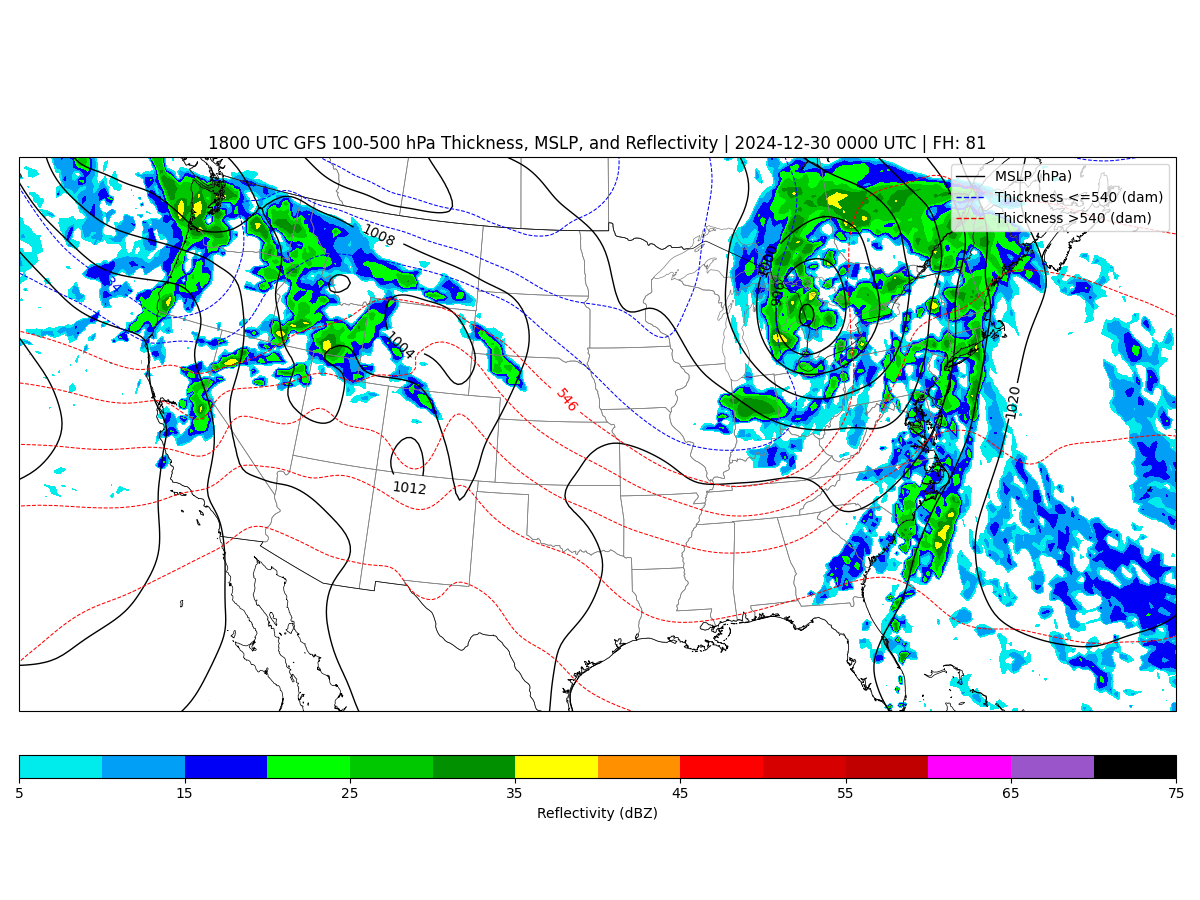 1800 UTC GFS 100-500 hPa Thickness, MSLP, and Reflectivity | 2024-12-30 0000 UTC | FH: 81
MSLP (hPa)
Thickness <=540 (dam)
Thickness >540 (dam)
1008
1004
546
1020
1012
5 15 25 35 45 55 65 75
Reflectivity (dBZ)